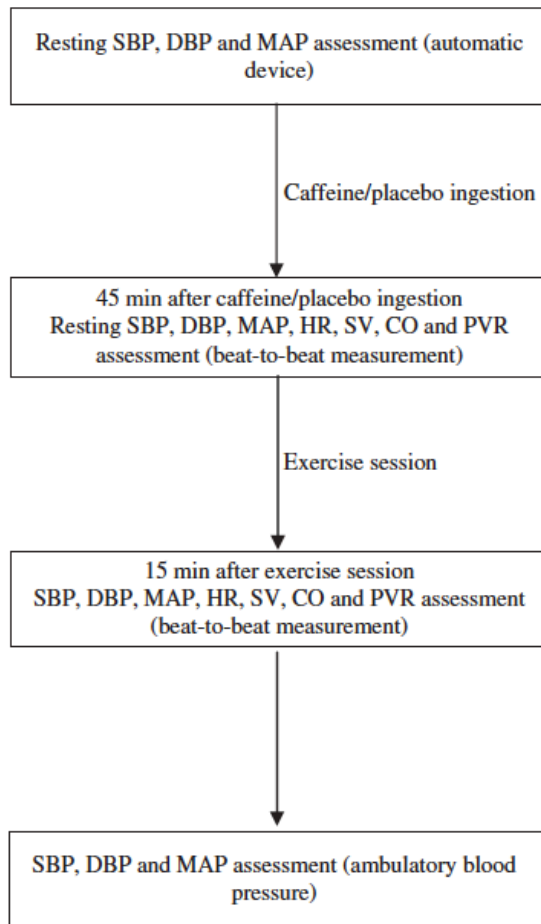 Resting SBP, DBP and MAP assessment (automatic
device)
Caffeine/placebo ingestion
45 min after caffeine/placebo ingestion
Resting SBP, DBP, MAP, HR, SV, CO and PVR
assessment (beat-to-beat measurement)
Exercise session
15 min after exercise session
SBP, DBP, MAP, HR, SV, CO and PVR assessment
(beat-to-beat measurement)
SBP, DBP and MAP assessment (ambulatory blood
pressure)